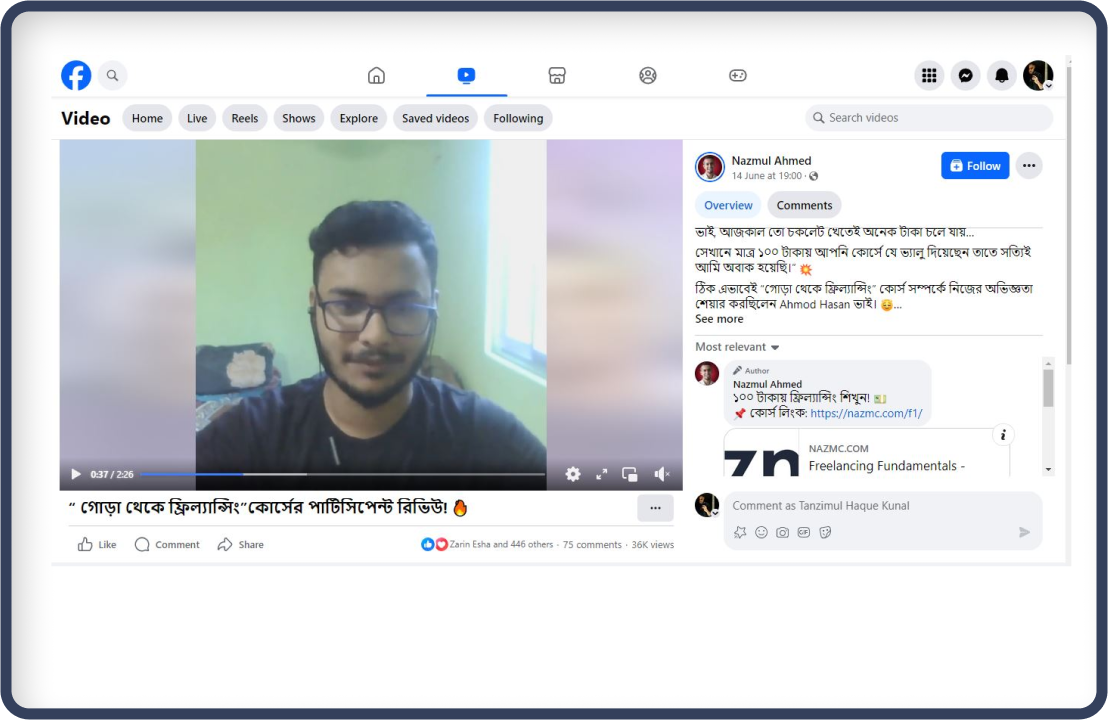 Video
Home
Live
Reels
Shows
Explore
Saved videos
Following
Search videos
0:37 / 2:26
“ গোড়া থেকে ফ্রিল্যান্সিং”কোর্সের পার্টিসিপেন্ট রিভিউ! 🔥
...
Like
Comment
Share
Zarin Esha and 446 others · 75 comments · 36K views
Nazmul Ahmed
14 June at 19:00 ·
Follow
Overview
Comments
ভাই, আজকাল তো চকলেট খেতেই অনেক টাকা চলে যায়...
সেখানে মাত্র ১০০ টাকায় আপনি কোর্সে যে ভ্যালু দিয়েছেন তাতে সত্যিই
আমি অবাক হয়েছি।“ 💥
ঠিক এভাবেই “গোড়া থেকে ফ্রিল্যান্সিং” কোর্স সম্পর্কে নিজের অভিজ্ঞতা
শেয়ার করছিলেন Ahmod Hasan ভাই। 😊...
See more
Most relevant
Author
Nazmul Ahmed
১০০ টাকায় ফ্রিল্যান্সিং শিখুন! 💵
📌 কোর্স লিংক: https://nazmc.com/f1/
zn
NAZMC.COM
Freelancing Fundamentals -
Comment as Tanzimul Haque Kunal
GIF